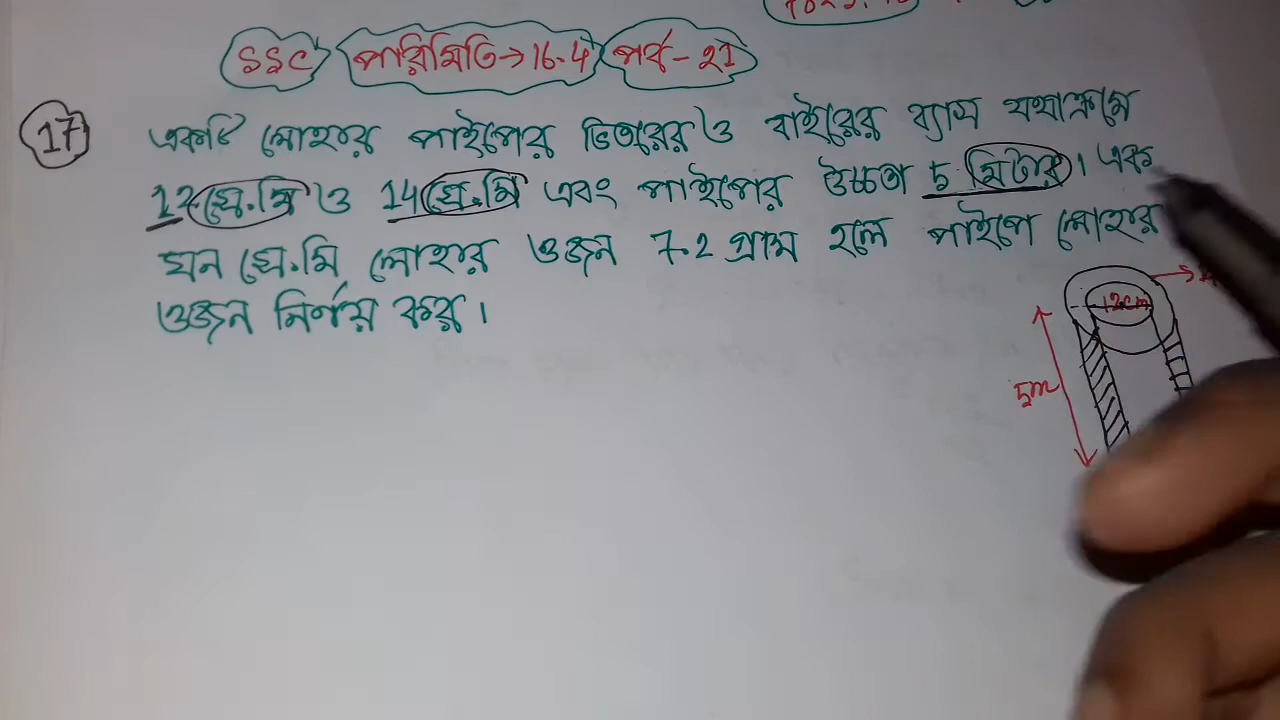 SSC পরিমিতি→16.4 পর্ব-21
17 একটি লোহার পাইপের ভিতরের ও বাইরের ব্যাস যথাক্রমে
12 সে.মি ও 14 সে.মি এবং পাইপের উচ্চতা 5 মিটার। এক
ঘন সে.মি লোহার ওজন 7.2 গ্রাম হলে পাইপে লোহার
ওজন নির্ণয় কর।
12cm
5m